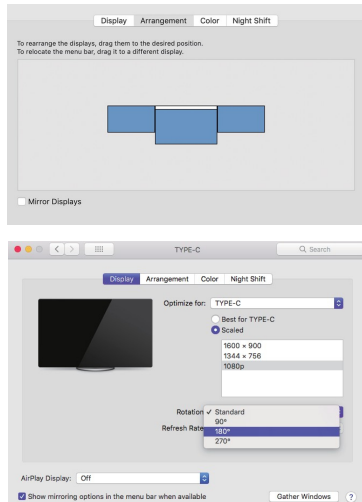 Display Arrangement Color Night Shift
To rearrange the displays, drag them to the desired position.
To relocate the menu bar, drag it to a different display.
Mirror Displays
TYPE-C
Search
Display Arrangement Color Night Shift
Optimize for: TYPE-C
Best for TYPE-C
Scaled
1600 × 900
1344 × 756
1080p
Rotation ✓ Standard
90°
Refresh Rate 180°
270°
AirPlay Display: Off
Show mirroring options in the menu bar when available Gather Windows ?